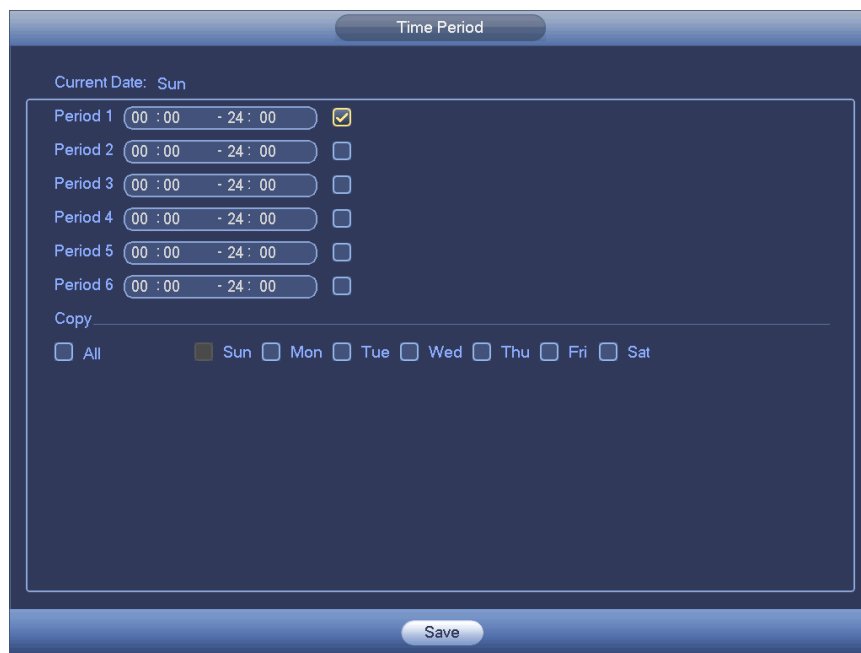 Time Period
Current Date: Sun
Period 1 00 :00 - 24 : 00
Period 2 00 :00 - 24 : 00
Period 3 00 :00 - 24 : 00
Period 4 00 :00 - 24 : 00
Period 5 00 :00 - 24 : 00
Period 6 00 :00 - 24 : 00
Copy
All Sun Mon Tue Wed Thu Fri Sat
Save